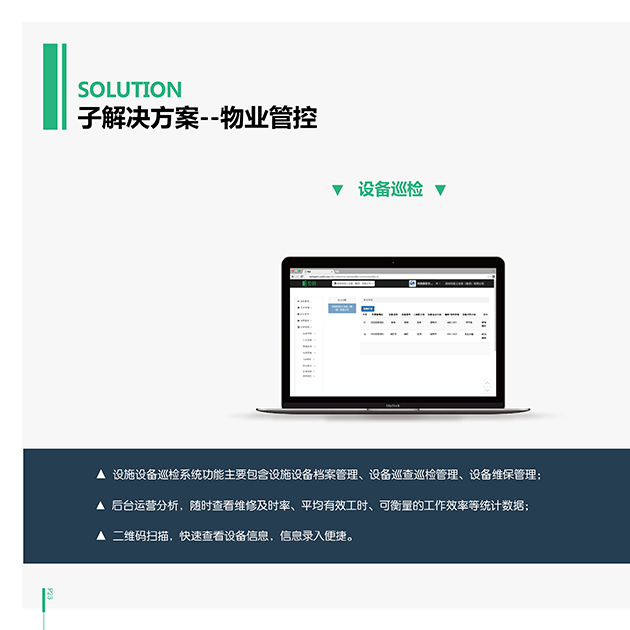 SOLUTION
子解决方案--物业管控
▼ 设备巡检 ▼
▲ 设施设备巡检系统功能主要包含设施设备档案管理、设备巡查巡检管理、设备维保管理；
▲ 后台运营分析，随时查看维修及时率、平均有效工时、可衡量的工作效率等统计数据；
▲ 二维码扫描，快速查看设备信息，信息录入便捷。
P23